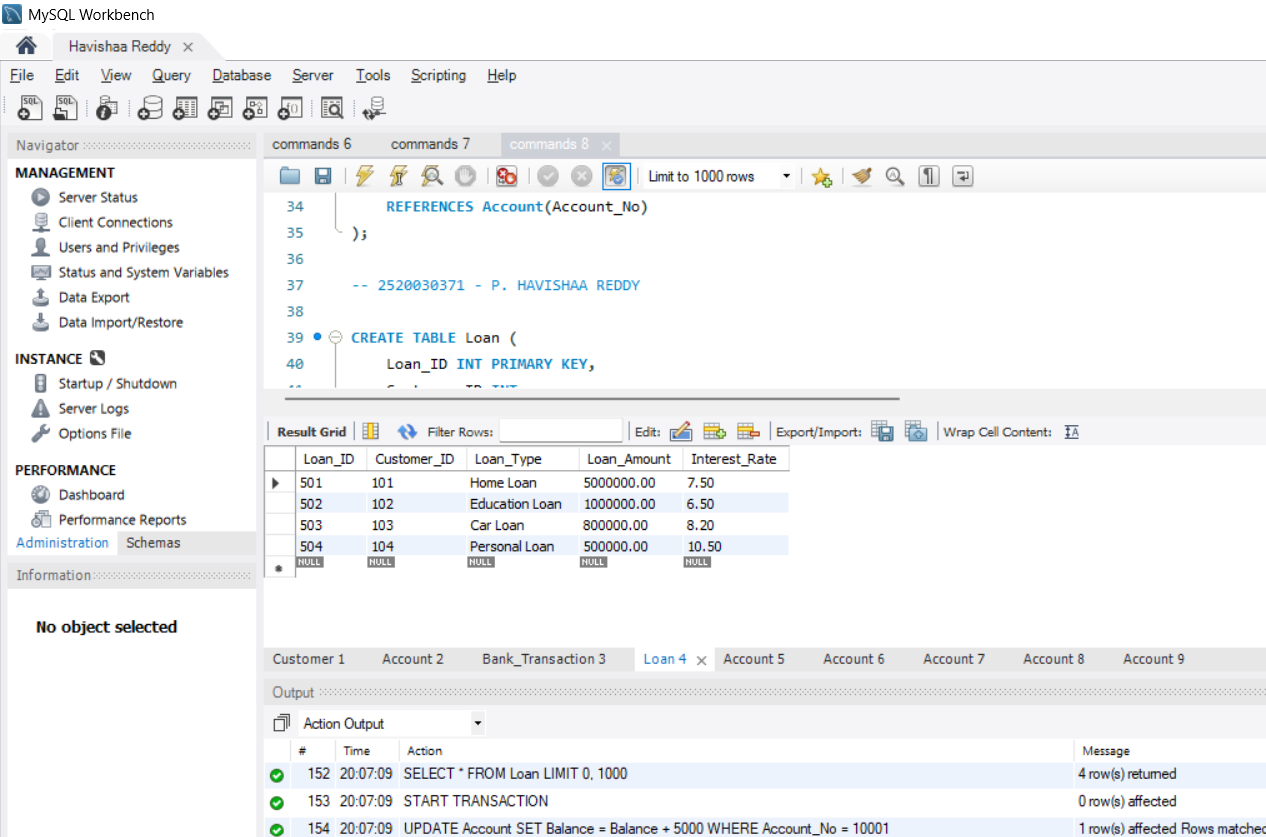 MySQL Workbench
Havishaa Reddy
File Edit View Query Database Server Tools Scripting Help
Navigator
MANAGEMENT
Server Status
Client Connections
Users and Privileges
Status and System Variables
Data Export
Data Import/Restore
INSTANCE
Startup / Shutdown
Server Logs
Options File
PERFORMANCE
Dashboard
Performance Reports
Administration Schemas
Information
No object selected
commands 6 commands 7 commands 8
Limit to 1000 rows
34 REFERENCES Account(Account_No)
35 );
36
37 -- 2520030371 - P. HAVISHAA REDDY
38
39 CREATE TABLE Loan (
40 Loan_ID INT PRIMARY KEY,
Result Grid Filter Rows: Edit: Export/Import: Wrap Cell Content:
Loan_ID Customer_ID Loan_Type Loan_Amount Interest_Rate
501 101 Home Loan 5000000.00 7.50
502 102 Education Loan 1000000.00 6.50
503 103 Car Loan 800000.00 8.20
504 104 Personal Loan 500000.00 10.50
NULL NULL NULL NULL NULL
Customer 1 Account 2 Bank_Transaction 3 Loan 4 Account 5 Account 6 Account 7 Account 8 Account 9
Output
Action Output
# Time Action Message
152 20:07:09 SELECT * FROM Loan LIMIT 0, 1000 4 row(s) returned
153 20:07:09 START TRANSACTION 0 row(s) affected
154 20:07:09 UPDATE Account SET Balance = Balance + 5000 WHERE Account_No = 10001 1 row(s) affected Rows matched